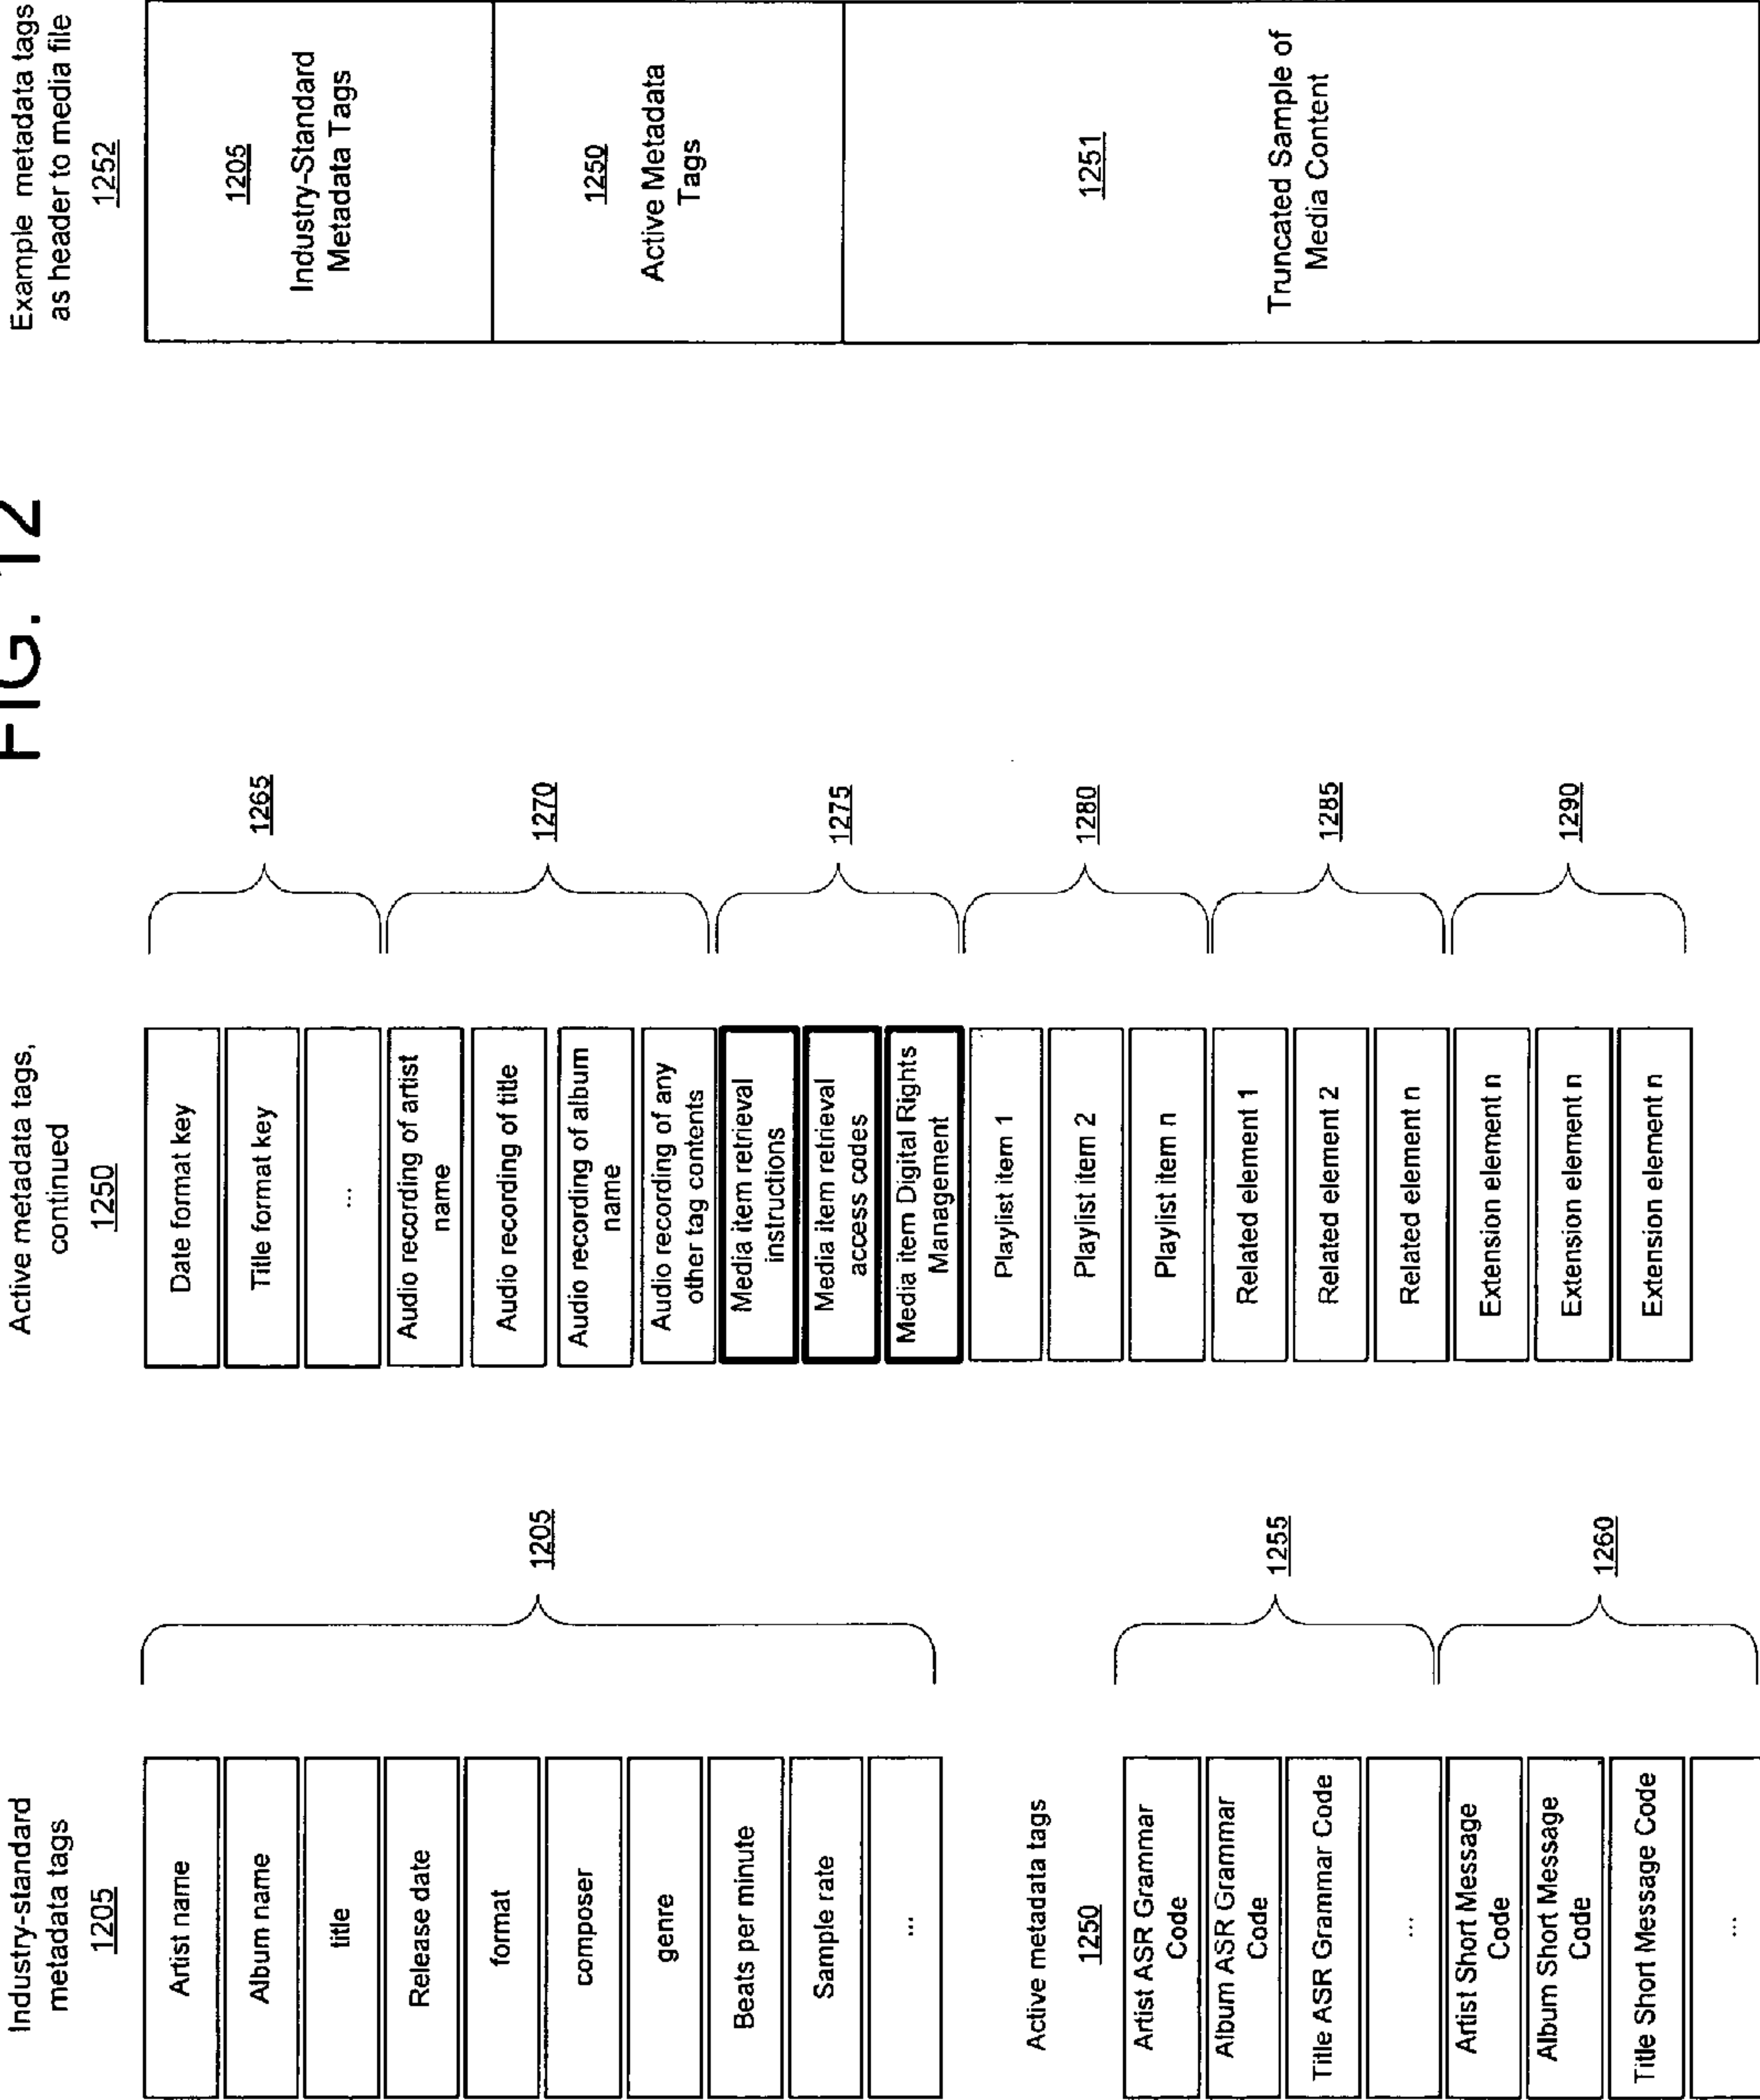 FIG. 12
Industry-standard
metadata tags
1205
Artist name
Album name
title
Release date
format
composer
genre
Beats per minute
Sample rate
...
1205
Active metadata tags
1250
Artist ASR Grammar
Code
Album ASR Grammar
Code
Title ASR Grammar Code
...
Artist Short Message
Code
Album Short Message
Code
Title Short Message Code
...
1255
1260
Active metadata tags,
continued
1250
Date format key
Title format key
...
Audio recording of artist
name
Audio recording of title
Audio recording of album
name
Audio recording of any
other tag contents
Media item retrieval
instructions
Media item retrieval
access codes
Media item Digital Rights
Management
Playlist item 1
Playlist item 2
Playlist item n
Related element 1
Related element 2
Related element n
Extension element n
Extension element n
Extension element n
1265
1270
1275
1280
1285
1290
Example metadata tags
as header to media file
1252
1205
Industry-Standard
Metadata Tags
1250
Active Metadata
Tags
1251
Truncated Sample of
Media Content